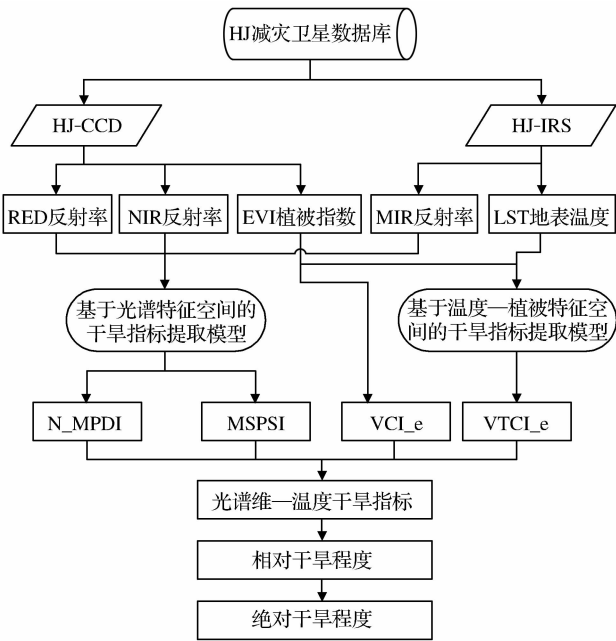 HJ减灾卫星数据库
HJ-CCD
HJ-IRS
RED反射率
NIR反射率
EVI植被指数
MIR反射率
LST地表温度
基于光谱特征空间的
干旱指标提取模型
基于温度—植被特征空
间的干旱指标提取模型
N_MPDI
MSPSI
VCI_e
VTCI_e
光谱维—温度干旱指标
相对干旱程度
绝对干旱程度